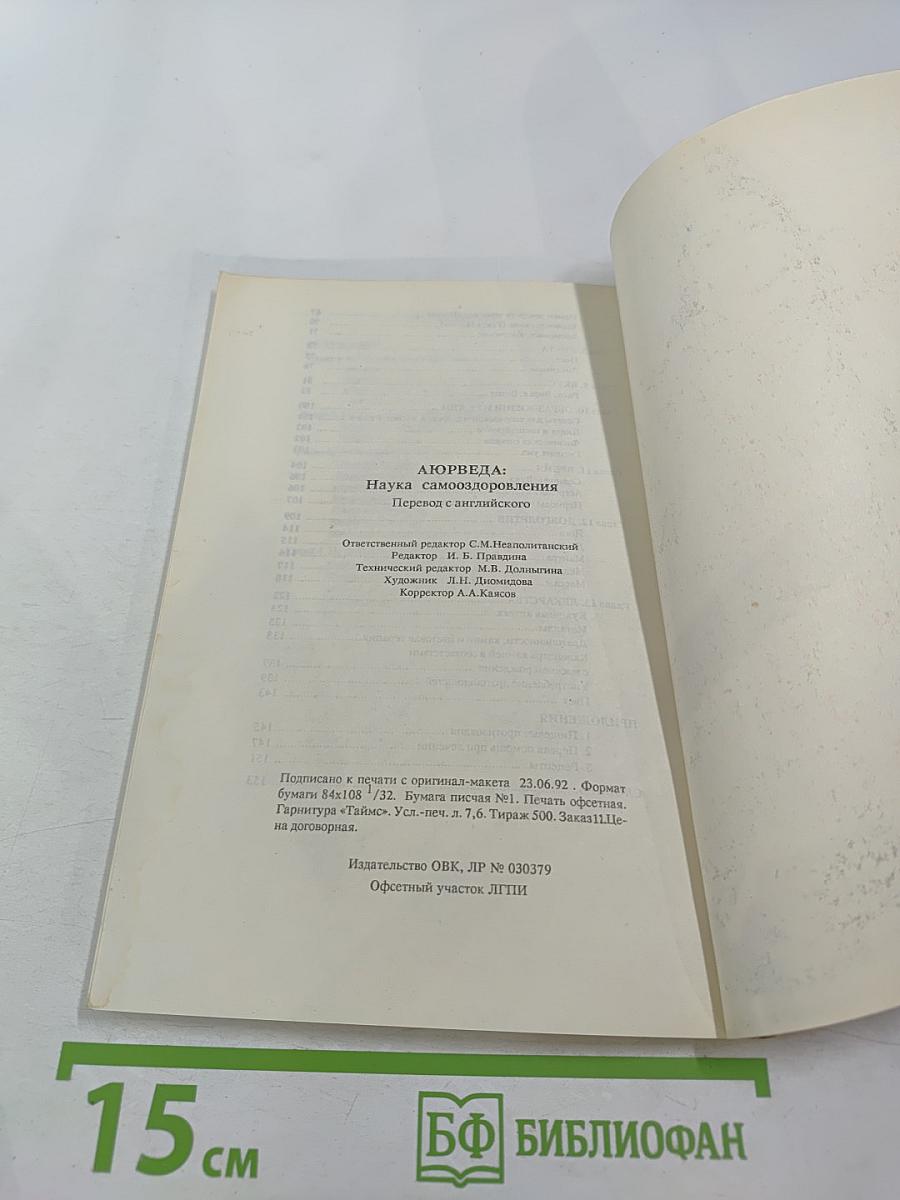 АЮРВЕДА:
Наука самооздоровления
Перевод с английского
Ответственный редактор С.М.Неаполитанский
Редактор И. Б. Правдина
Технический редактор М.В. Долныгина
Художник Л.Н. Диомидова
Корректор А.А.Каясов
Подписано к печати с оригинал-макета 23.06.92 . Формат
бумаги 84х108 1/32. Бумага писчая №1. Печать офсетная.
Гарнитура «Таймс». Усл.-печ. л. 7,6. Тираж 500. Заказ11.Це-
на договорная.
Издательство ОВК, ЛР № 030379
Офсетный участок ЛГПИ
15 см
БФ БИБЛИОФАН